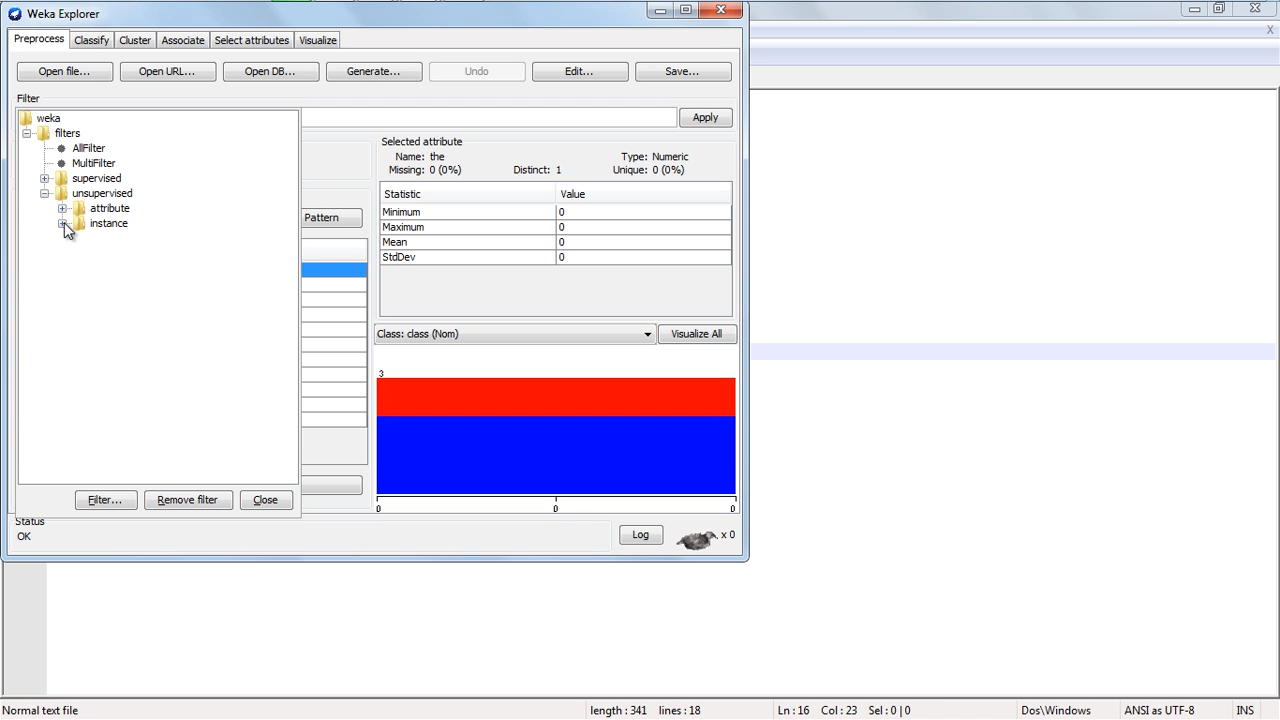 Weka Explorer
Preprocess Classify Cluster Associate Select attributes Visualize
Open file... Open URL... Open DB... Generate... Undo Edit... Save...
Filter
Apply
weka
filters
AllFilter
MultiFilter
supervised
unsupervised
attribute
instance
Filter... Remove filter Close
Pattern
Selected attribute
Name: the Type: Numeric
Missing: 0 (0%) Distinct: 1 Unique: 0 (0%)
Statistic Value
Minimum 0
Maximum 0
Mean 0
StdDev 0
Class: class (Nom) Visualize All
3
0 0 0
Status
OK
Log x 0
X
Normal text file length : 341 lines : 18 Ln : 16 Col : 23 Sel : 0 | 0 Dos\Windows ANSI as UTF-8 INS